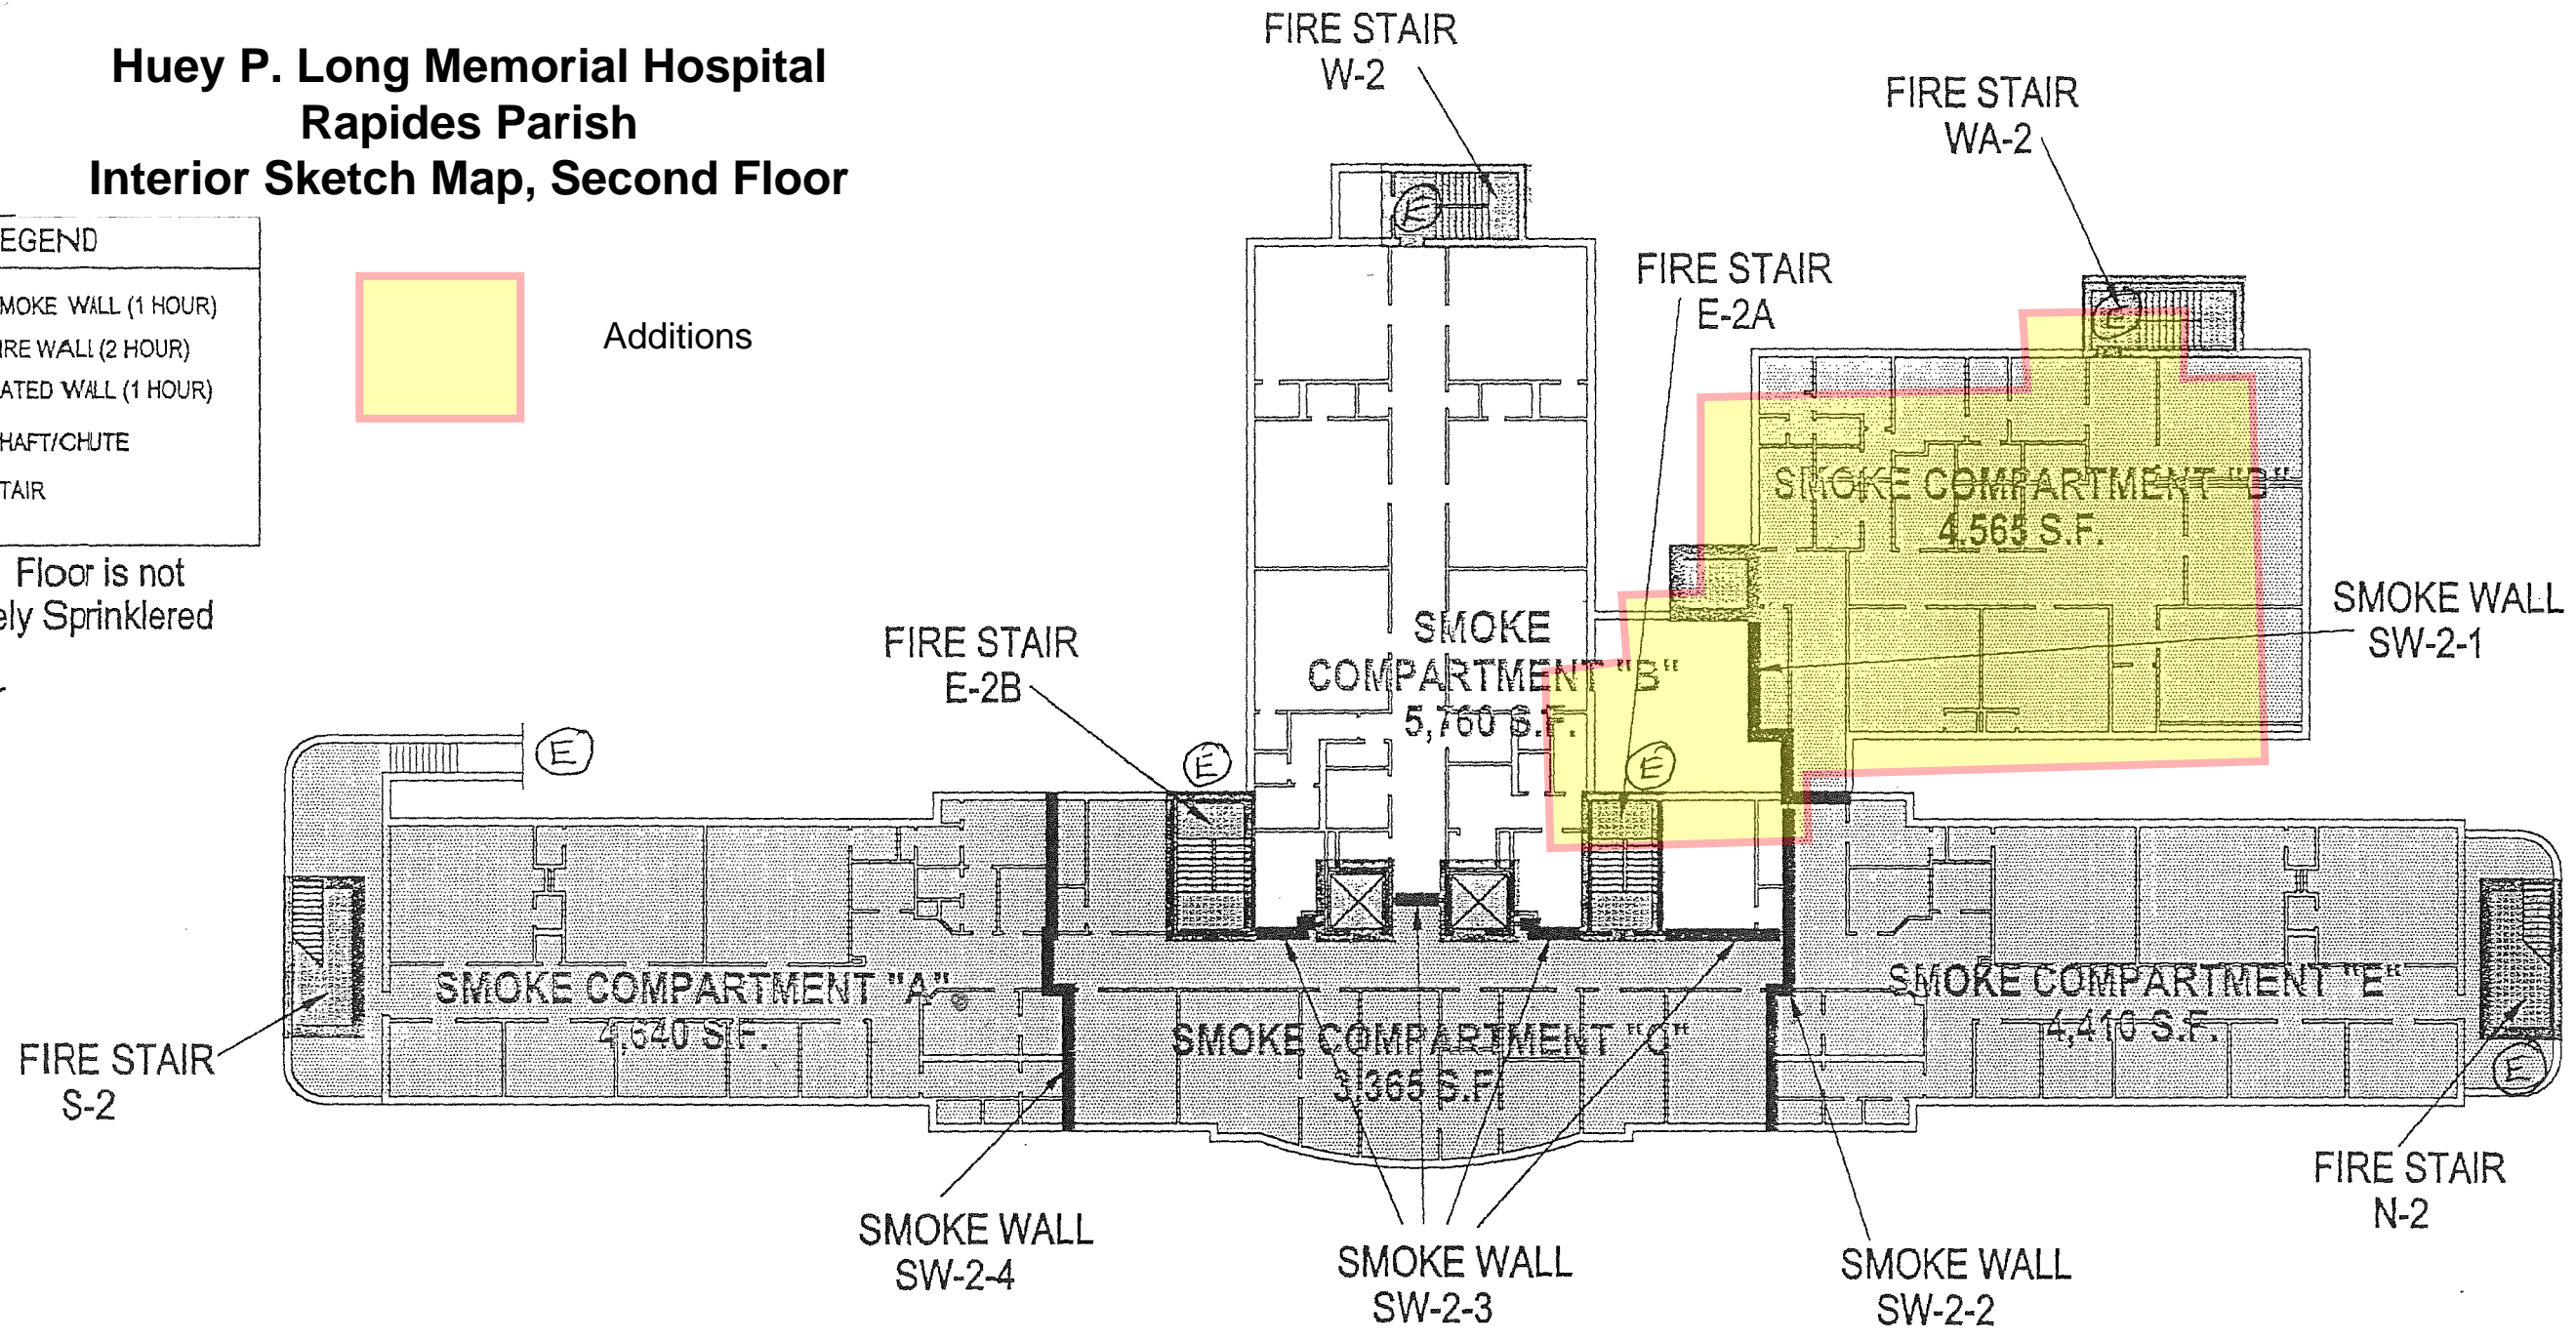 Huey P. Long Memorial Hospital
Rapides Parish
Interior Sketch Map, Second Floor
EGEND
MOKE WALL (1 HOUR)
IRE WALL (2 HOUR)
ATED WALL (1 HOUR)
HAFT/CHUTE
TAIR
Floor is not
ely Sprinklered
Additions
FIRE STAIR
W-2
FIRE STAIR
WA-2
FIRE STAIR
E-2A
E
E
SMOKE COMPARTMENT "D"
4,565 S.F.
SMOKE WALL
SW-2-1
SMOKE
COMPARTMENT "B"
5,760 S.F.
FIRE STAIR
E-2B
E
E
E
SMOKE COMPARTMENT "A"
4,640 S.F.
SMOKE COMPARTMENT "C"
3,365 S.F.
SMOKE COMPARTMENT "E"
4,410 S.F.
FIRE STAIR
S-2
E
FIRE STAIR
N-2
SMOKE WALL
SW-2-4
SMOKE WALL
SW-2-3
SMOKE WALL
SW-2-2